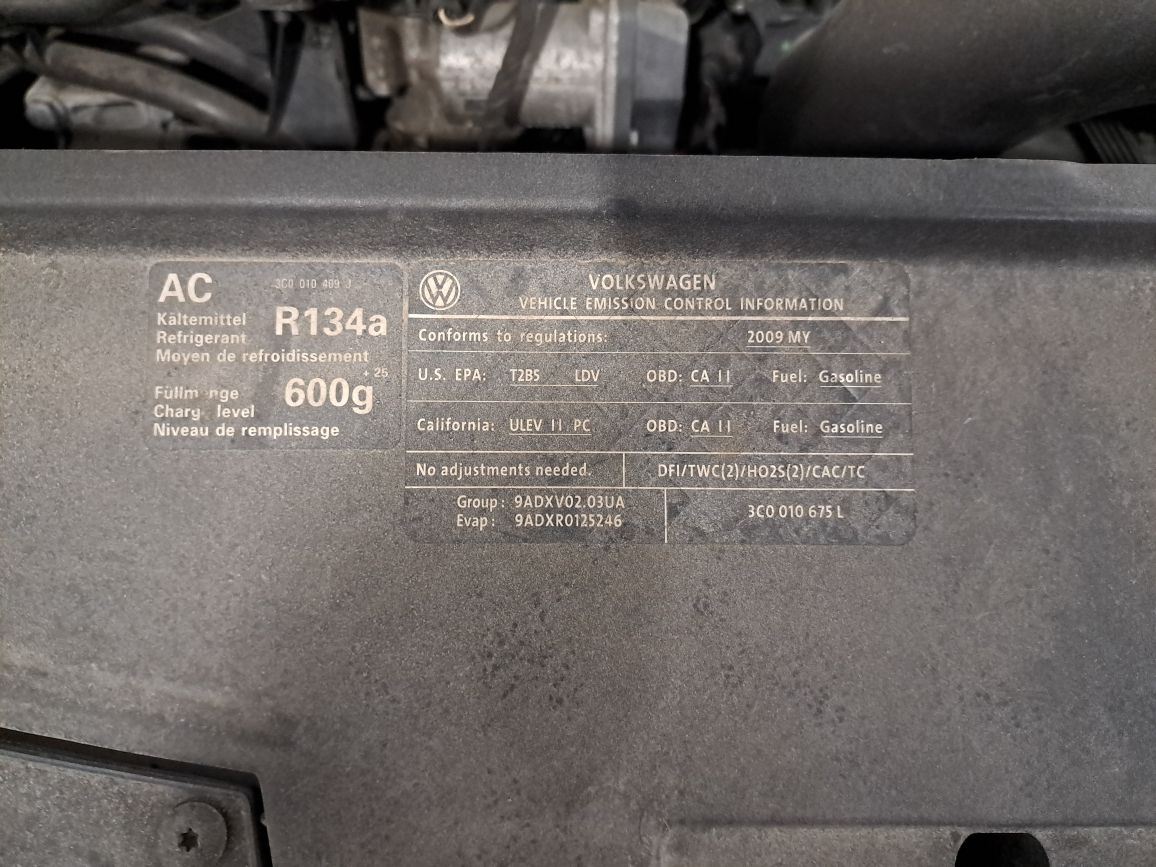 AC 3C0 010 409 J
Kältemittel
Refrigerant
R134a
Moyen de refroidissement
Charg level
600g +25
Niveau de remplissage
VOLKSWAGEN
VEHICLE EMISSION CONTROL INFORMATION
Conforms to regulations: 2009 MY
U.S. EPA: T2B5 LDV OBD: CA II Fuel: Gasoline
California: ULEV II PC OBD: CA II Fuel: Gasoline
No adjustments needed. DFI/TWC(2)/HO2S(2)/CAC/TC
Group: 9ADXV02.03UA
Evap: 9ADXR0125246
3C0 010 675 L